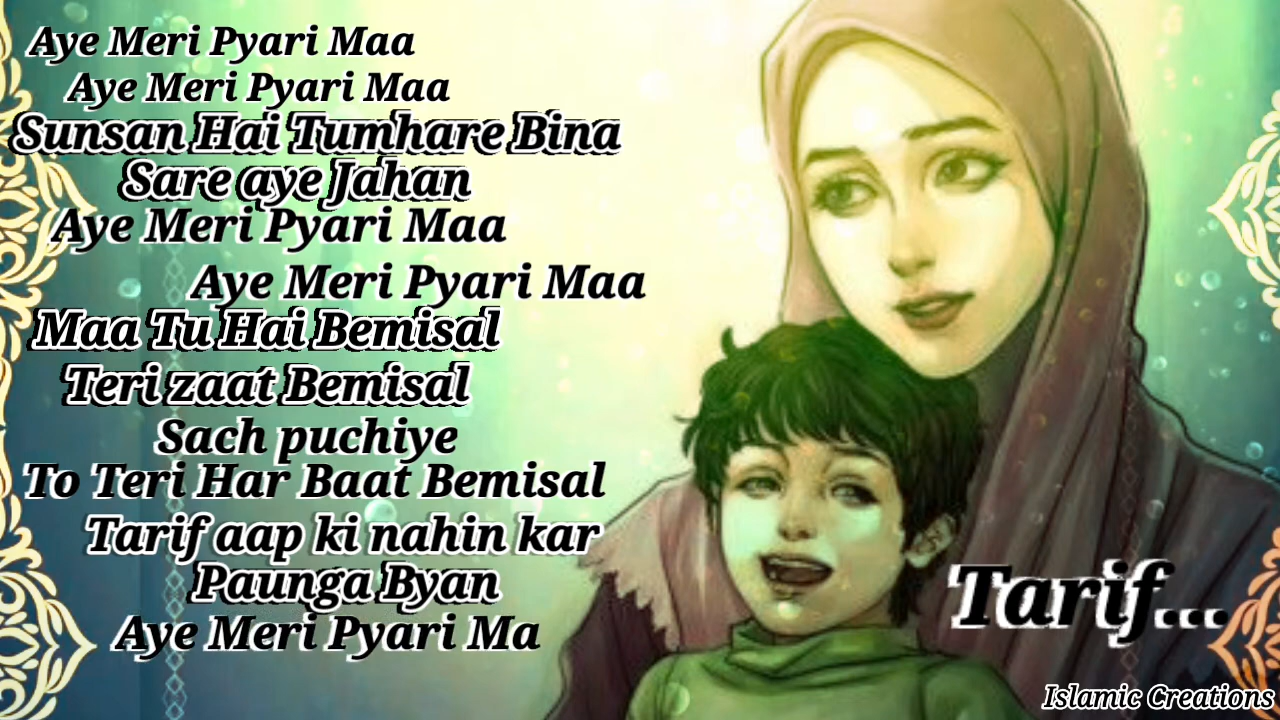 Aye Meri Pyari Maa
Aye Meri Pyari Maa
Sunsan Hai Tumhare Bina
Sare aye Jahan
Aye Meri Pyari Maa
Aye Meri Pyari Maa
Maa Tu Hai Bemisal
Teri zaat Bemisal
Sach puchiye
To Teri Har Baat Bemisal
Tarif aap ki nahin kar
Paunga Byan
Aye Meri Pyari Ma
Tarif...
Islamic Creations